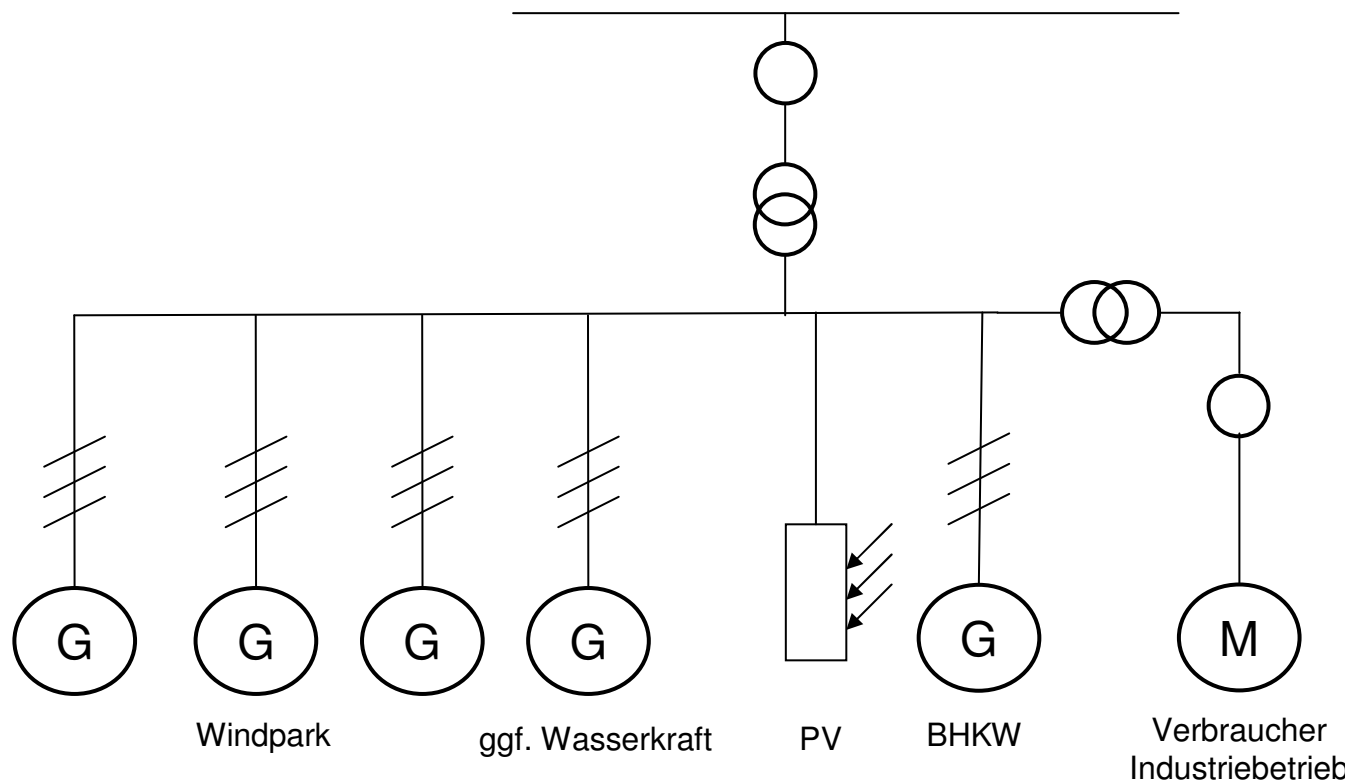 G
G
G
G
G
M
Windpark
ggf. Wasserkraft
PV
BHKW
Verbraucher
Industriebetrieb